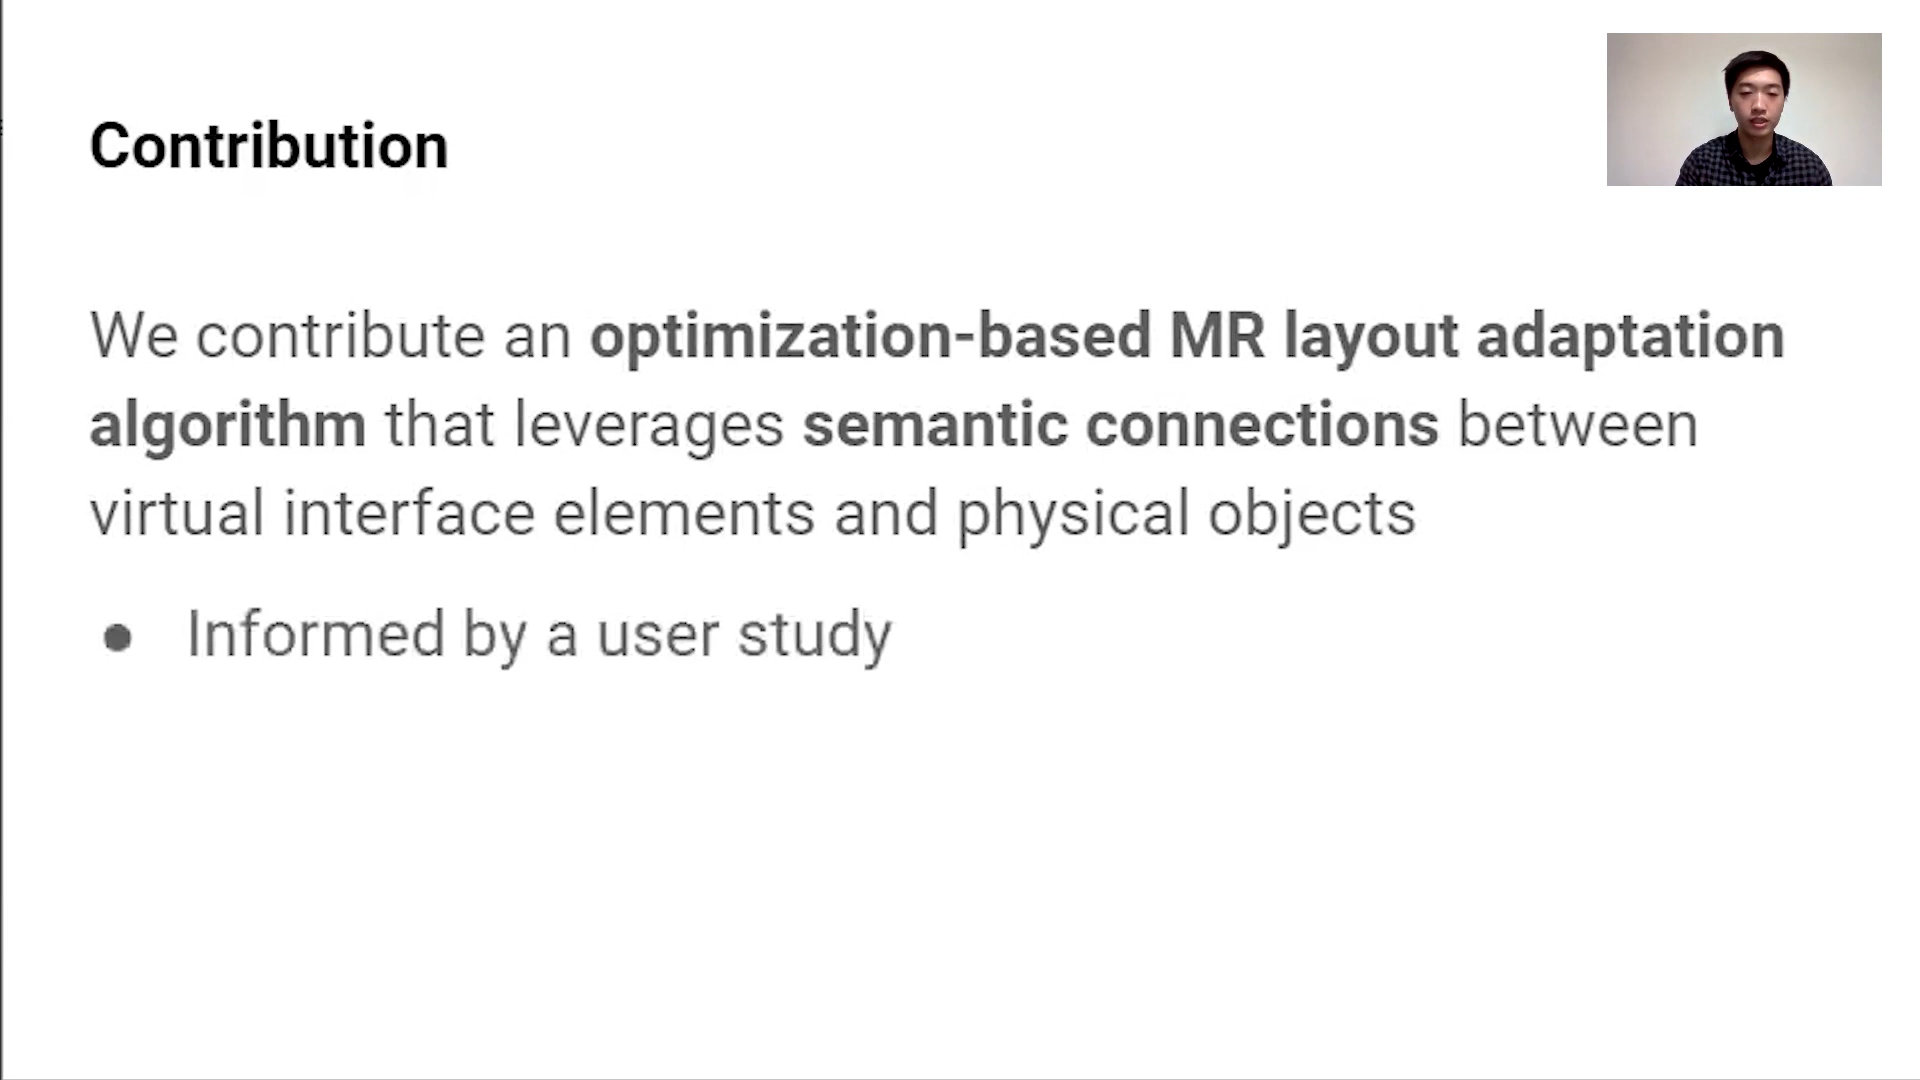 Contribution
We contribute an optimization-based MR layout adaptation
algorithm that leverages semantic connections between
virtual interface elements and physical objects
● Informed by a user study